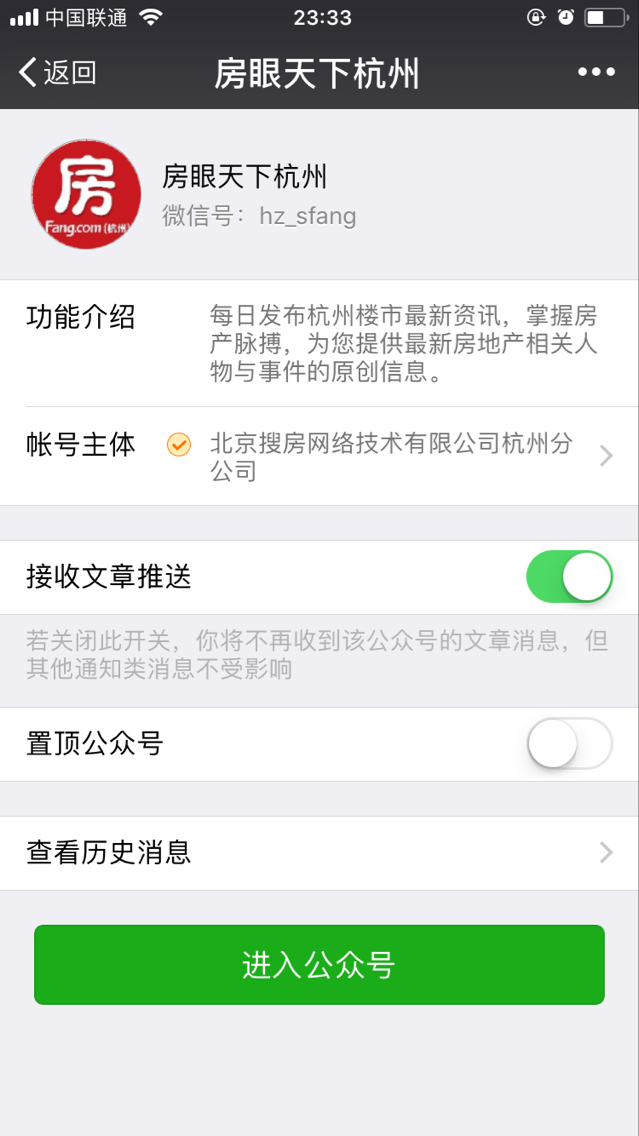 中国联通
23:33
返回
房眼天下杭州
房
Fang.com(杭州)
房眼天下杭州
微信号：hz_sfang
功能介绍
每日发布杭州楼市最新资讯，掌握房
产脉搏，为您提供最新房地产相关人
物与事件的原创信息。
帐号主体
北京搜房网络技术有限公司杭州分
公司
接收文章推送
若关闭此开关，你将不再收到该公众号的文章消息，但
其他通知类消息不受影响
置顶公众号
查看历史消息
进入公众号